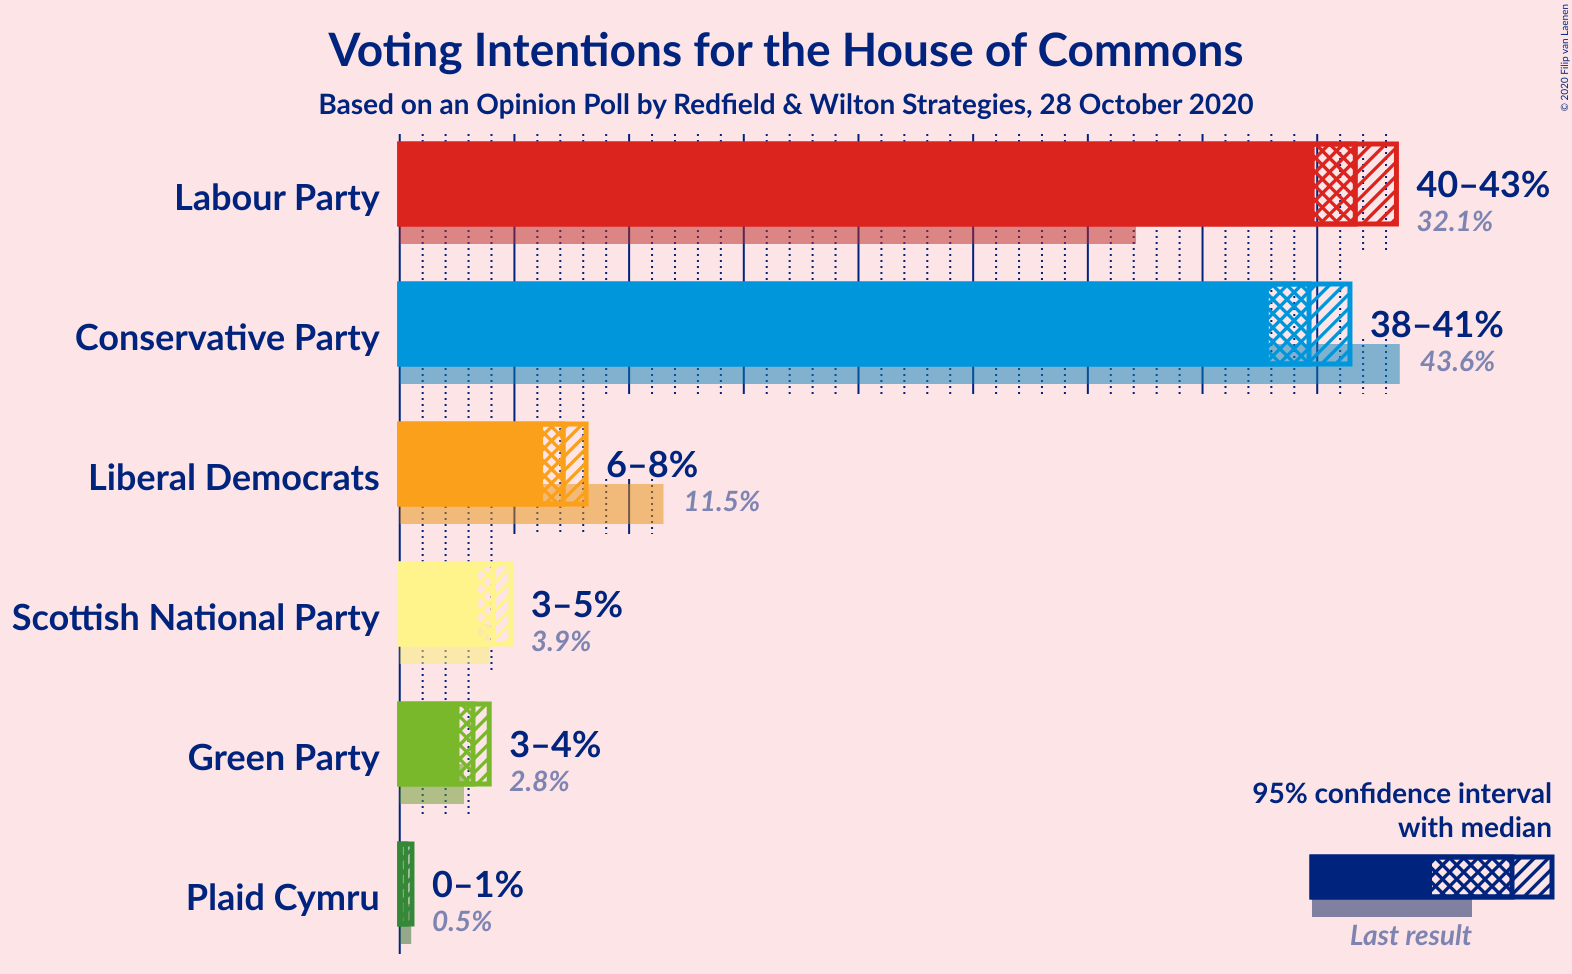 Voting Intentions for the House of Commons
Based on an Opinion Poll by Redfield & Wilton Strategies, 28 October 2020
© 2020 Filip van Laenen
Labour Party
40–43%
32.1%
Conservative Party
38–41%
43.6%
Liberal Democrats
6–8%
11.5%
Scottish National Party
3–5%
3.9%
Green Party
3–4%
2.8%
Plaid Cymru
0–1%
0.5%
95% confidence interval
with median
Last result